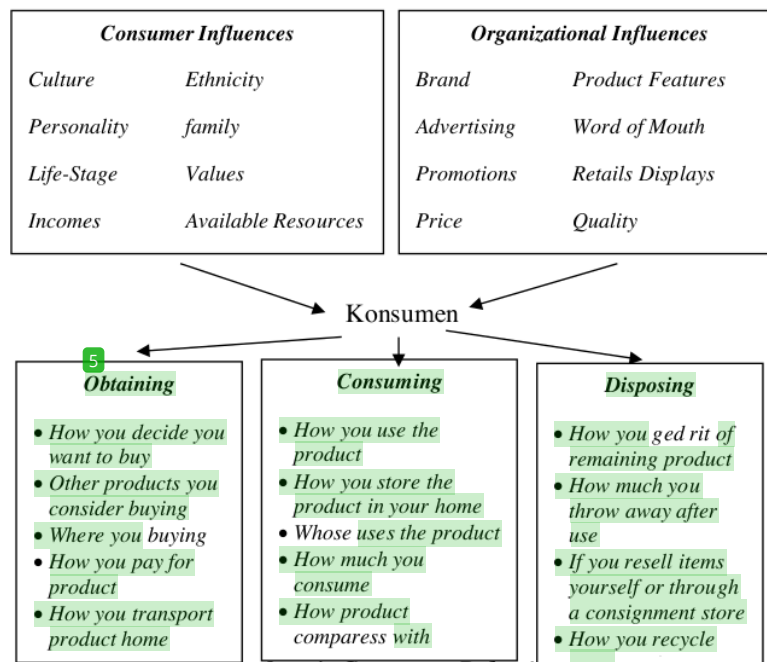 Consumer Influences
Culture Ethnicity
Personality family
Life-Stage Values
Incomes Available Resources
Organizational Influences
Brand Product Features
Advertising Word of Mouth
Promotions Retails Displays
Price Quality
Konsumen
5
Obtaining
• How you decide you
want to buy
• Other products you
consider buying
• Where you buying
• How you pay for
product
• How you transport
product home
Consuming
• How you use the
product
• How you store the
product in your home
• Whose uses the product
• How much you
consume
• How product
comparess with
Disposing
• How you ged rit of
remaining product
• How much you
throw away after
use
• If you resell items
yourself or through
a consignment store
• How you recycle